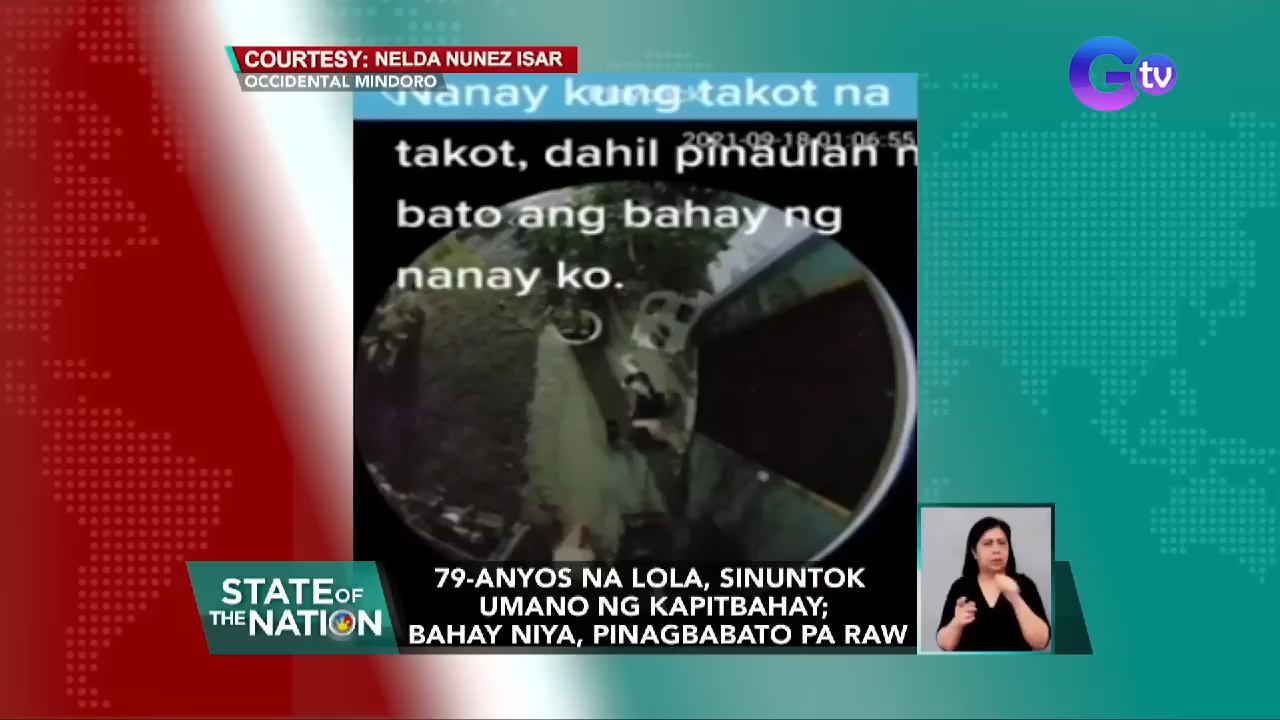 COURTESY: NELDA NUNEZ ISAR
OCCIDENTAL MINDORO
Gtv
Nanay kung takot na
2021-09-18 01:06:55
takot, dahil pinaulan n
bato ang bahay ng
nanay ko.
STATE OF
THE NATION
79-ANYOS NA LOLA, SINUNTOK
UMANO NG KAPITBAHAY;
BAHAY NIYA, PINAGBABATO PA RAW